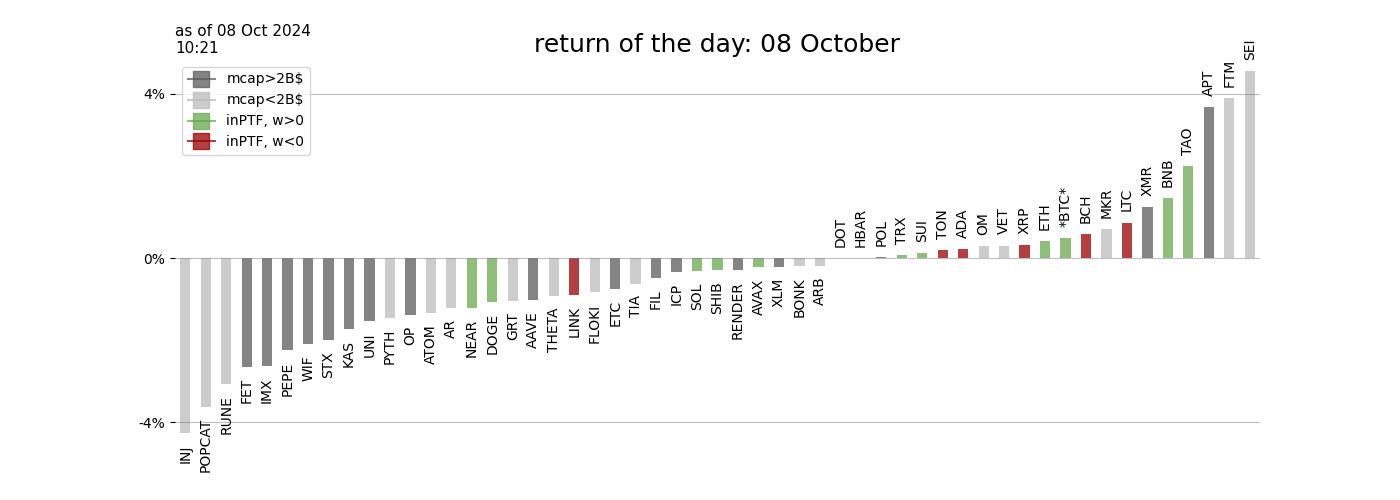 as of 08 Oct 2024
10:21
return of the day: 08 October
mcap>2B$
mcap<2B$
inPTF, w>0
inPTF, w<0
4%
0%
-4%
INJ
POPCAT
RUNE
FET
IMX
PEPE
WIF
STX
KAS
UNI
PYTH
OP
ATOM
AR
NEAR
DOGE
GRT
AAVE
THETA
LINK
FLOKI
ETC
TIA
FIL
ICP
SOL
SHIB
RENDER
AVAX
XLM
BONK
ARB
DOT
HBAR
POL
TRX
SUI
TON
ADA
OM
VET
XRP
ETH
*BTC*
BCH
MKR
LTC
XMR
BNB
TAO
APT
FTM
SEI